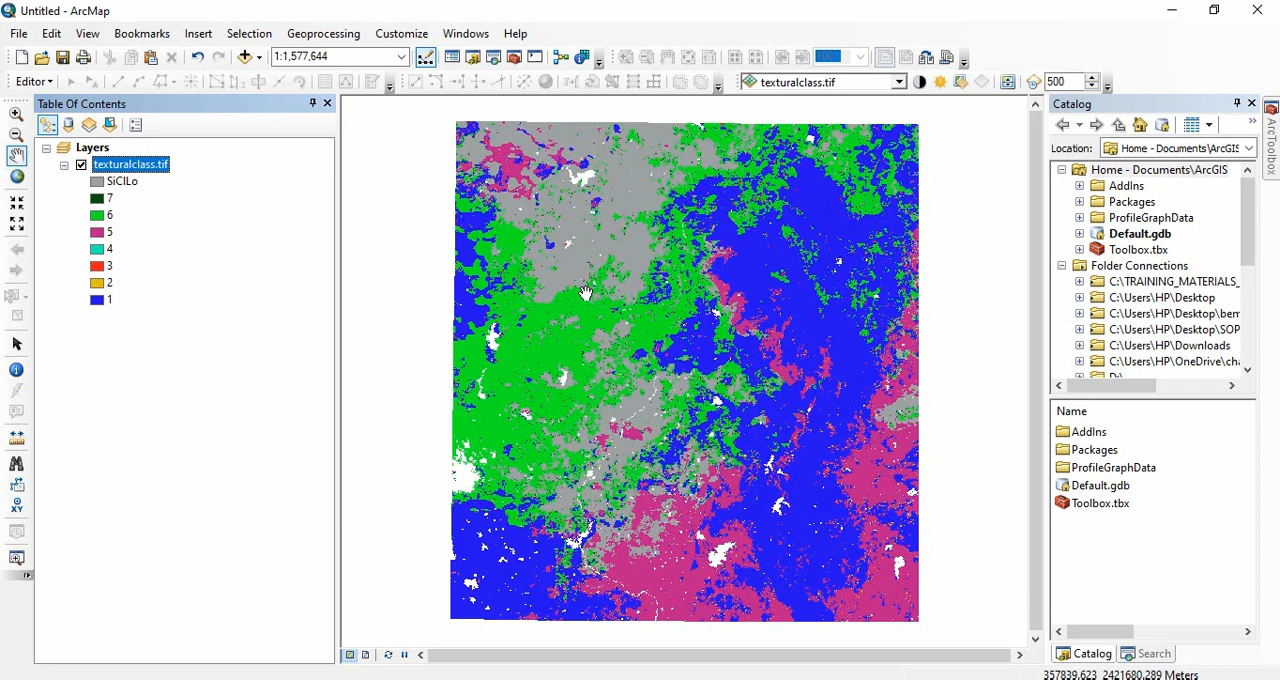 Untitled - ArcMap
File Edit View Bookmarks Insert Selection Geoprocessing Customize Windows Help
1:1,577,644
Editor
texturalclass.tif
500
Table Of Contents
Layers
texturalclass.tif
SiClLo
7
6
5
4
3
2
1
Catalog
Location: Home - Documents\ArcGIS
Home - Documents\ArcGIS
AddIns
Packages
ProfileGraphData
Default.gdb
Toolbox.tbx
Folder Connections
C:\TRAINING_MATERIALS_
C:\Users\HP\Desktop
C:\Users\HP\Desktop\bem
C:\Users\HP\Desktop\SOP
C:\Users\HP\Downloads
C:\Users\HP\OneDrive\cha
D:\
Name
AddIns
Packages
ProfileGraphData
Default.gdb
Toolbox.tbx
Catalog Search
ArcToolbox
357839.623 2421680.289 Meters